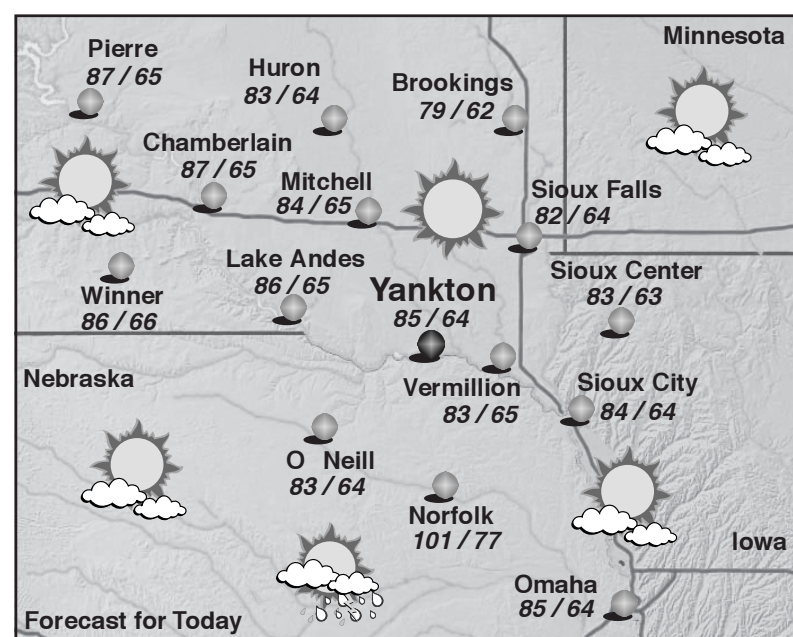 Minnesota
Pierre
87 / 65
Huron
83 / 64
Brookings
79 / 62
Chamberlain
87 / 65
Mitchell
84 / 65
Sioux Falls
82 / 64
Lake Andes
86 / 65
Yankton
85 / 64
Sioux Center
83 / 63
Winner
86 / 66
Nebraska
Vermillion
83 / 65
Sioux City
84 / 64
O Neill
83 / 64
Norfolk
101 / 77
Iowa
Omaha
85 / 64
Forecast for Today